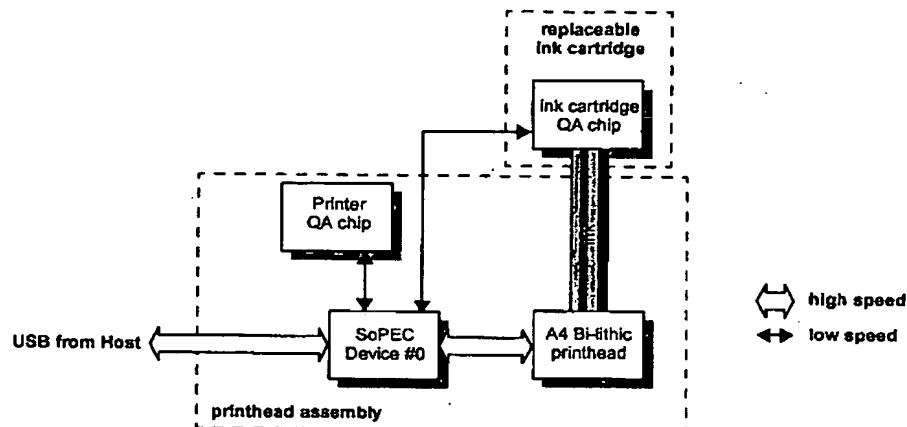 replaceable
ink cartridge
ink cartridge
QA chip
Printer
QA chip
ink
USB from Host
SoPEC
Device #0
A4 Bi-lithic
printhead
high speed
low speed
printhead assembly